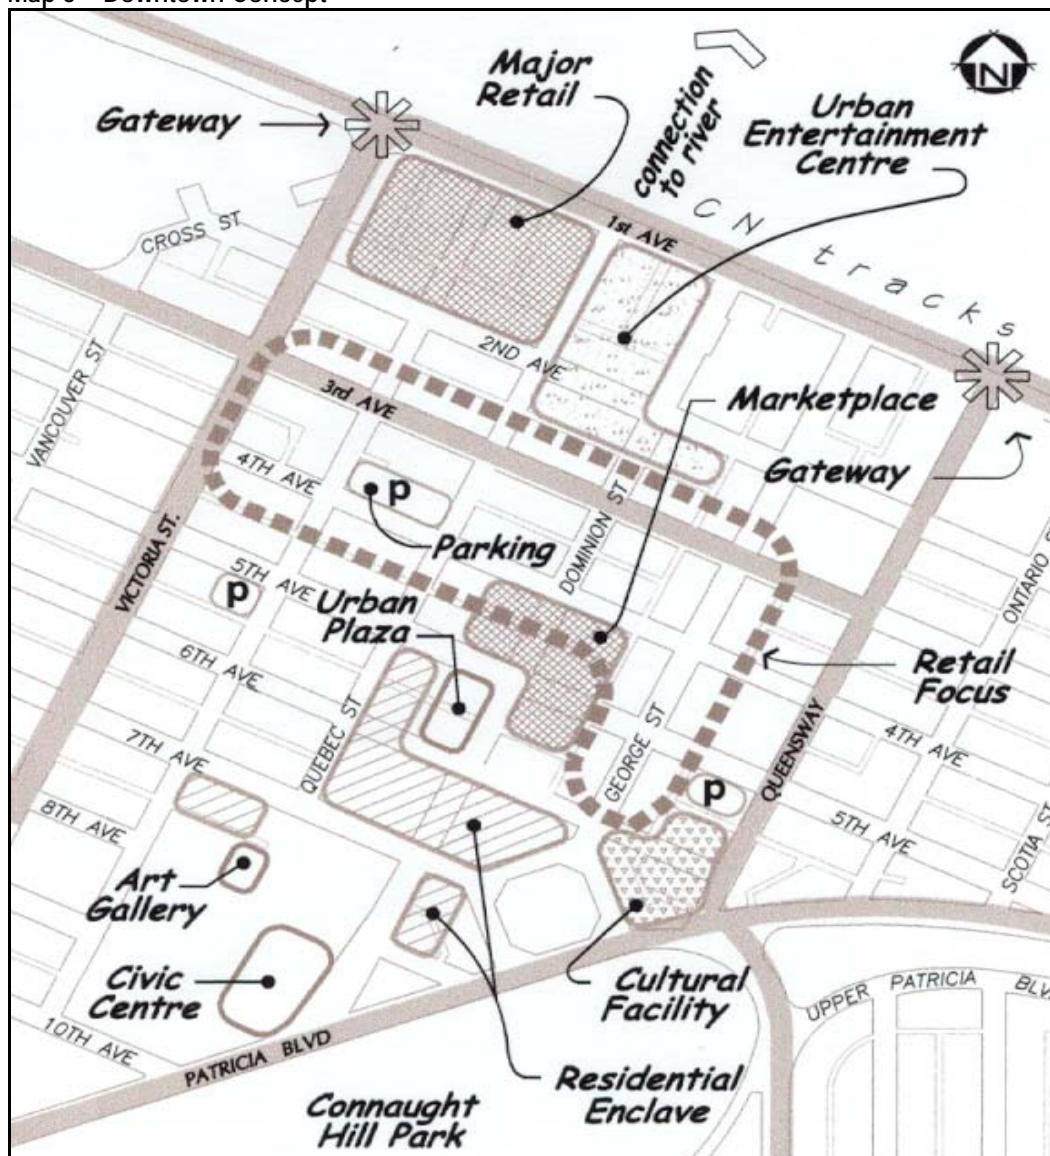 Map 3 - Downtown Concept
Major
Retail
Gateway
connection
to river
Urban
Entertainment
Centre
N
CN tracks
1st AVE
CROSS ST
2ND AVE
3rd AVE
VANCOUVER ST
Marketplace
Gateway
4TH AVE
P
Parking
DOMINION ST
VICTORIA ST.
5TH AVE
P
Urban
Plaza
ONTARIO
Retail
Focus
6TH AVE
QUEBEC ST
GEORGE ST
QUEENSWAY
4TH AVE
7TH AVE
P
5TH AVE
8TH AVE
SCOTIA ST
Art
Gallery
Civic
Centre
Cultural
Facility
UPPER PATRICIA
10TH AVE
PATRICIA BLVD
Residential
Enclave
Connaught
Hill Park